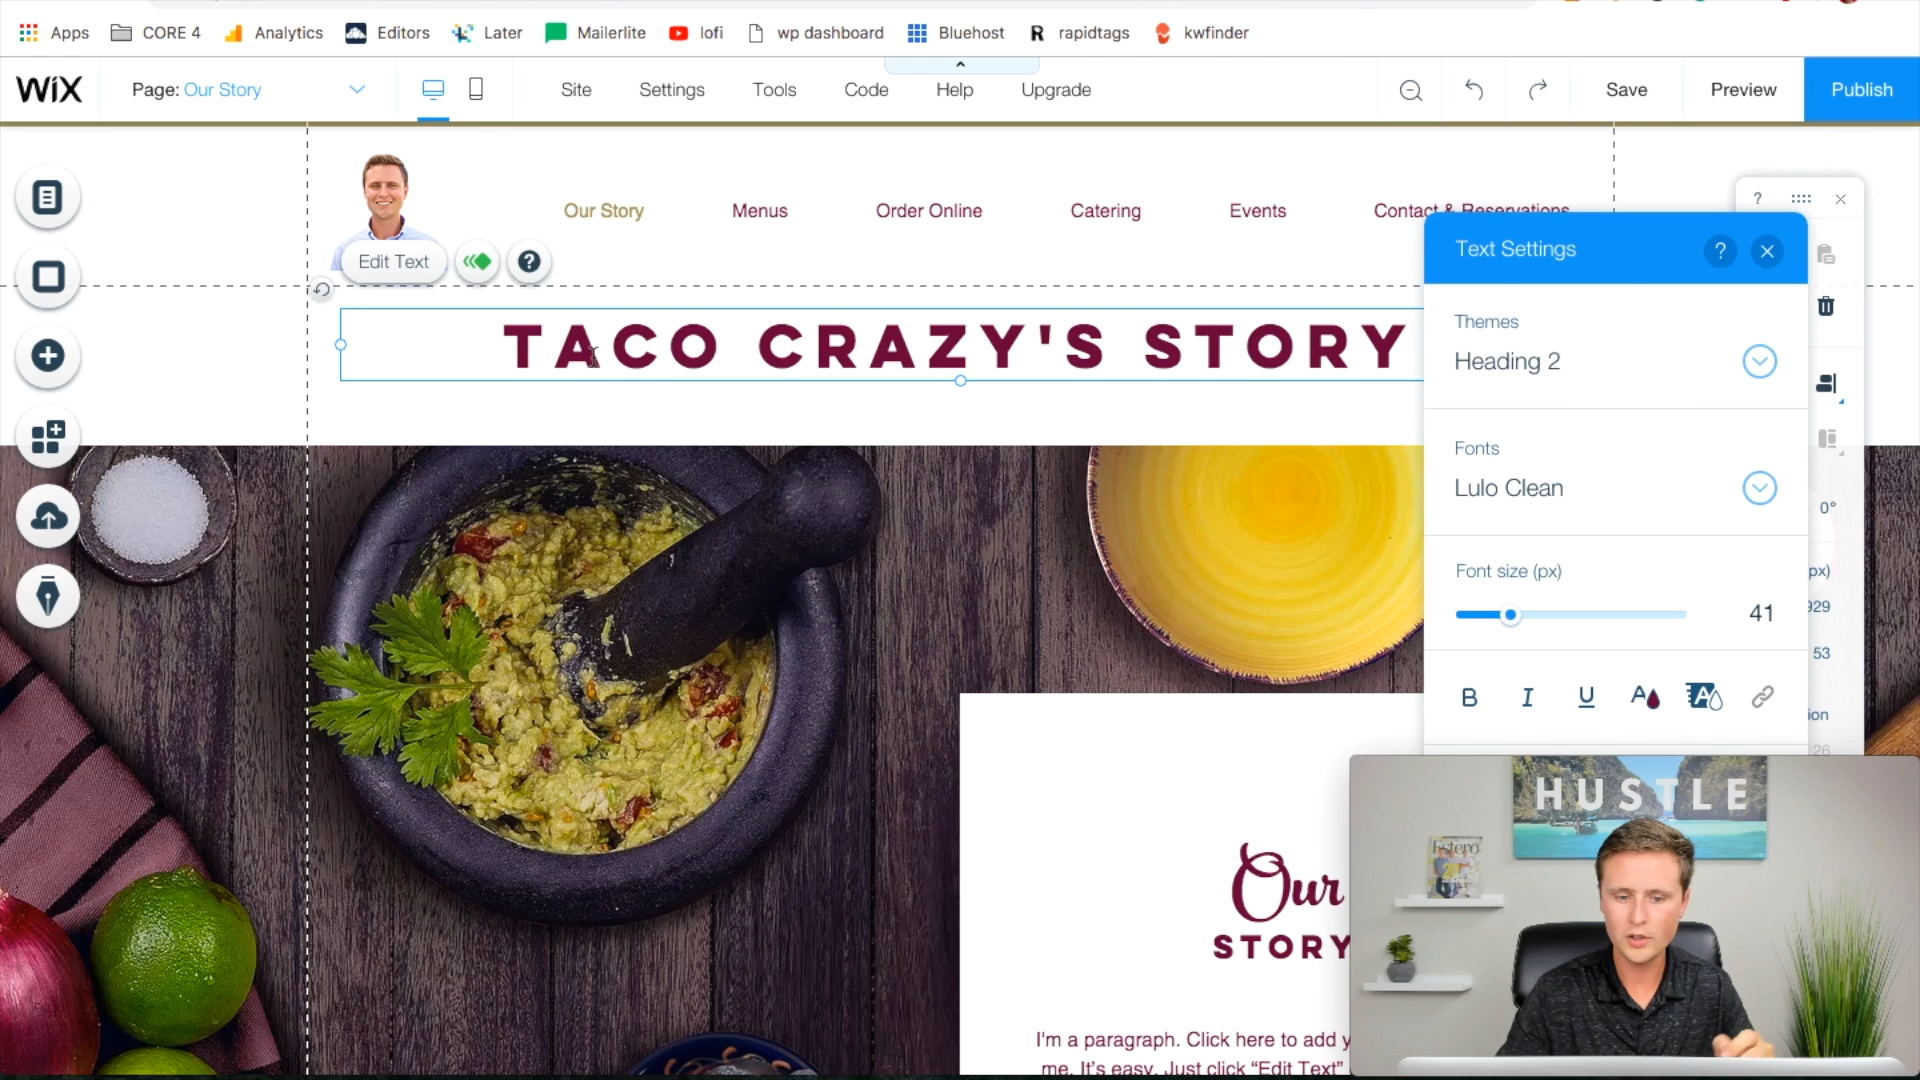 Apps CORE 4 Analytics Editors Later Mailerlite lofi wp dashboard Bluehost rapidtags kwfinder
WiX Page: Our Story Site Settings Tools Code Help Upgrade Save Preview Publish
Our Story Menus Order Online Catering Events Contact & Reservations
Edit Text
Text Settings
TACO CRAZY'S STORY
Themes
Heading 2
Fonts
Lulo Clean
0°
Font size (px)
px)
41
929
53
B I U A A
ion
26
HUSTLE
Estero
Our
STORY
I'm a paragraph. Click here to add y
me. It's easy. Just click "Edit Text"